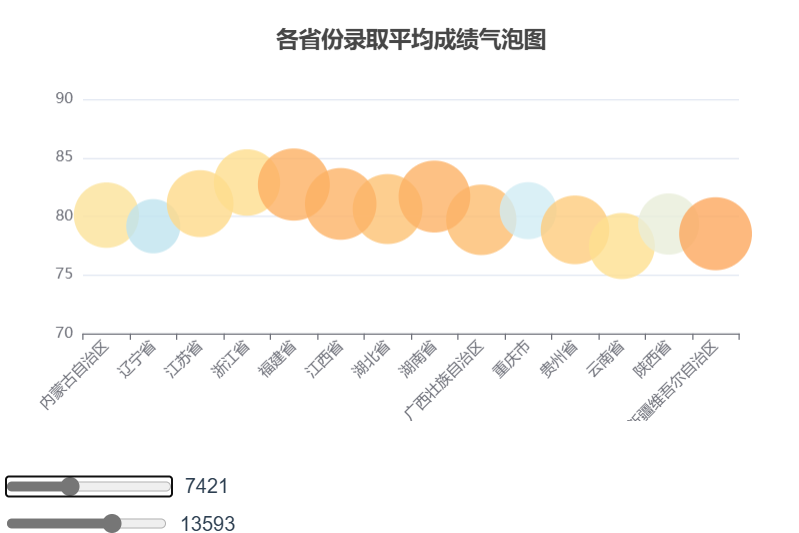 各省份录取平均成绩气泡图
90
85
80
75
70
内蒙古自治区
辽宁省
江苏省
浙江省
福建省
江西省
湖北省
湖南省
广西壮族自治区
重庆市
贵州省
云南省
陕西省
新疆维吾尔自治区
7421
13593